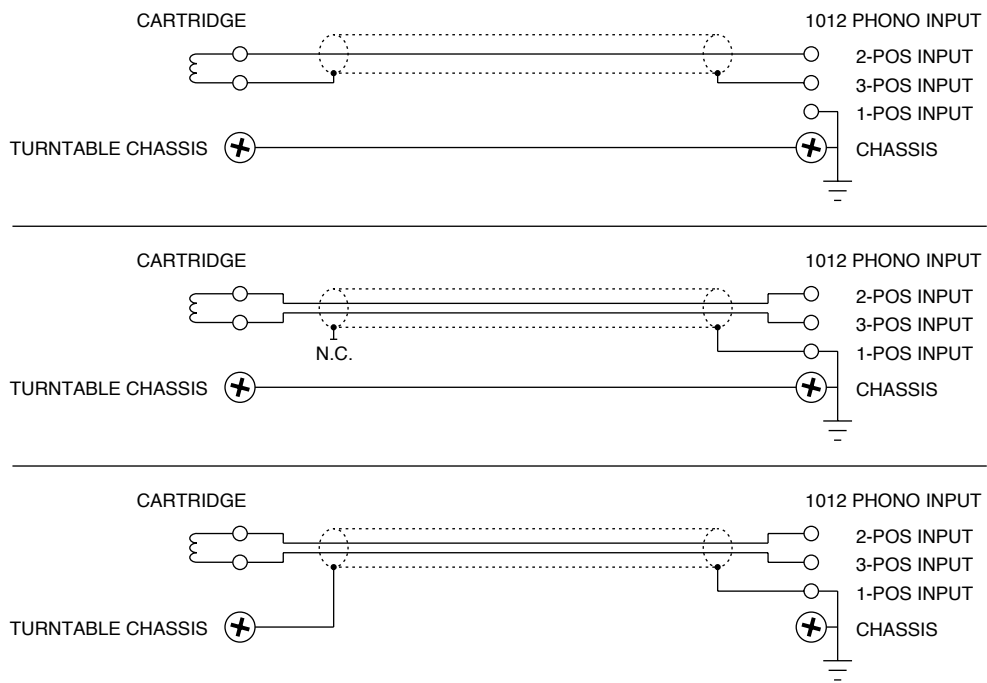 CARTRIDGE 1012 PHONO INPUT
2-POS INPUT
3-POS INPUT
1-POS INPUT
TURNTABLE CHASSIS CHASSIS
CARTRIDGE 1012 PHONO INPUT
2-POS INPUT
3-POS INPUT
N.C. 1-POS INPUT
TURNTABLE CHASSIS CHASSIS
CARTRIDGE 1012 PHONO INPUT
2-POS INPUT
3-POS INPUT
1-POS INPUT
TURNTABLE CHASSIS CHASSIS